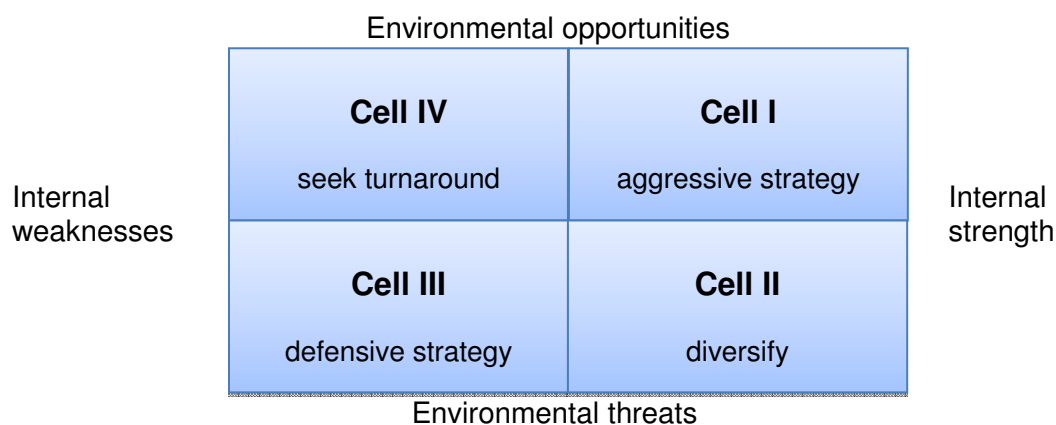 Environmental opportunities
Cell IV
seek turnaround
Cell I
aggressive strategy
Internal
weaknesses
Internal
strength
Cell III
defensive strategy
Cell II
diversify
Environmental threats